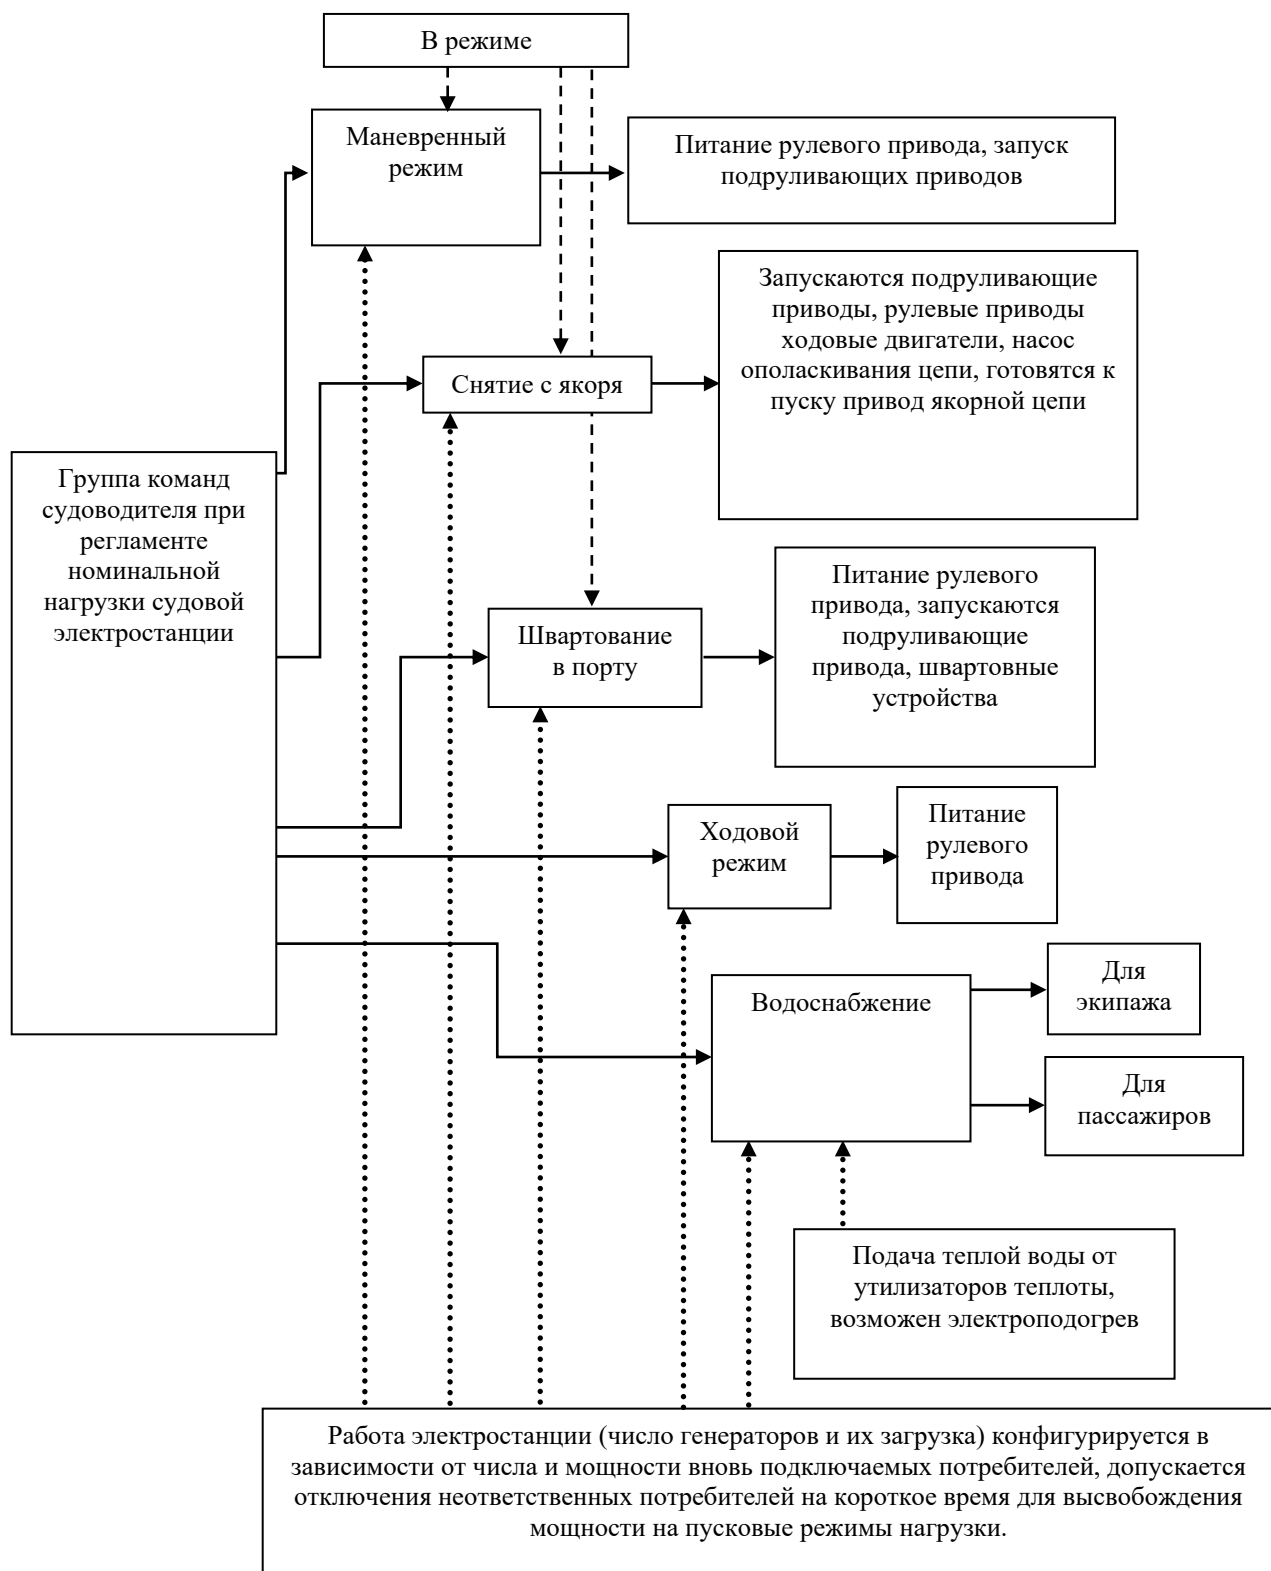 В режиме
Маневренный
режим
Питание рулевого привода, запуск
подруливающих приводов
Запускаются подруливающие
приводы, рулевые приводы
ходовые двигатели, насос
ополаскивания цепи, готовятся к
пуску привод якорной цепи
Снятие с якоря
Группа команд
судоводителя при
регламенте
номинальной
нагрузки судовой
электростанции
Швартование
в порту
Питание рулевого
привода, запускаются
подруливающие
привода, швартовные
устройства
Ходовой
режим
Питание
рулевого
привода
Водоснабжение
Для
экипажа
Для
пассажиров
Подача теплой воды от
утилизаторов теплоты,
возможен электроподогрев
Работа электростанции (число генераторов и их загрузка) конфигурируется в
зависимости от числа и мощности вновь подключаемых потребителей, допускается
отключения неответственных потребителей на короткое время для высвобождения
мощности на пусковые режимы нагрузки.